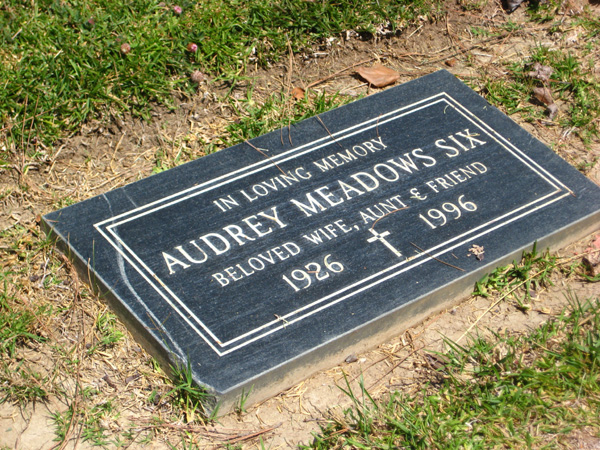 IN LOVING MEMORY
AUDREY MEADOWS SIX
BELOVED WIFE, AUNT & FRIEND
1926 1996